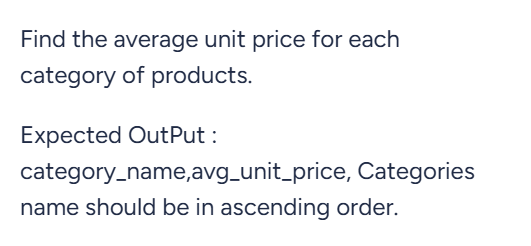 Find the average unit price for each
category of products.
Expected OutPut :
category_name,avg_unit_price, Categories
name should be in ascending order.